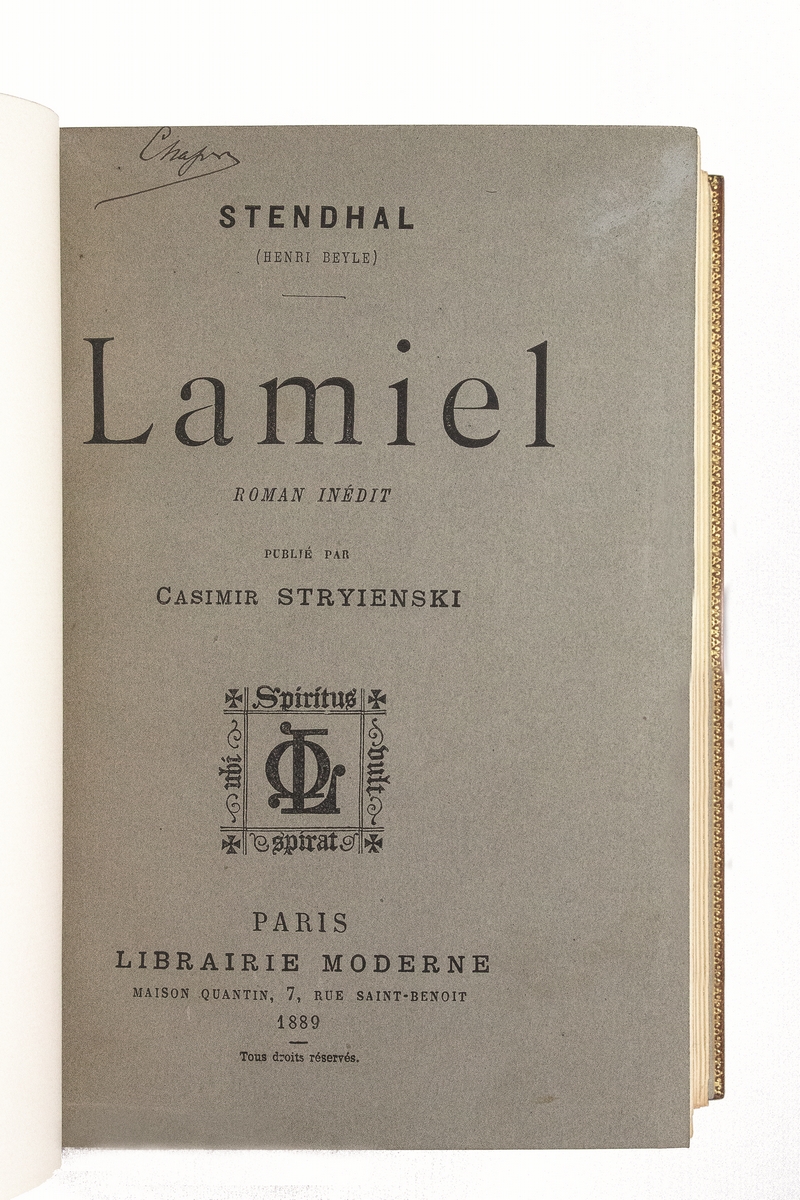 STENDHAL
(HENRI BEYLE)
Lamiel
ROMAN INÉDIT
PUBLIÉ PAR
CASIMIR STRYIENSKI
Spiritus
ubi
vult
spirat
PARIS
LIBRAIRIE MODERNE
MAISON QUANTIN, 7, RUE SAINT-BENOIT
1889
Tous droits réservés.